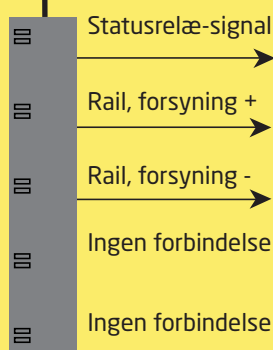 Statusrelæ-signal
Rail, forsyning +
Rail, forsyning -
Ingen forbindelse
Ingen forbindelse